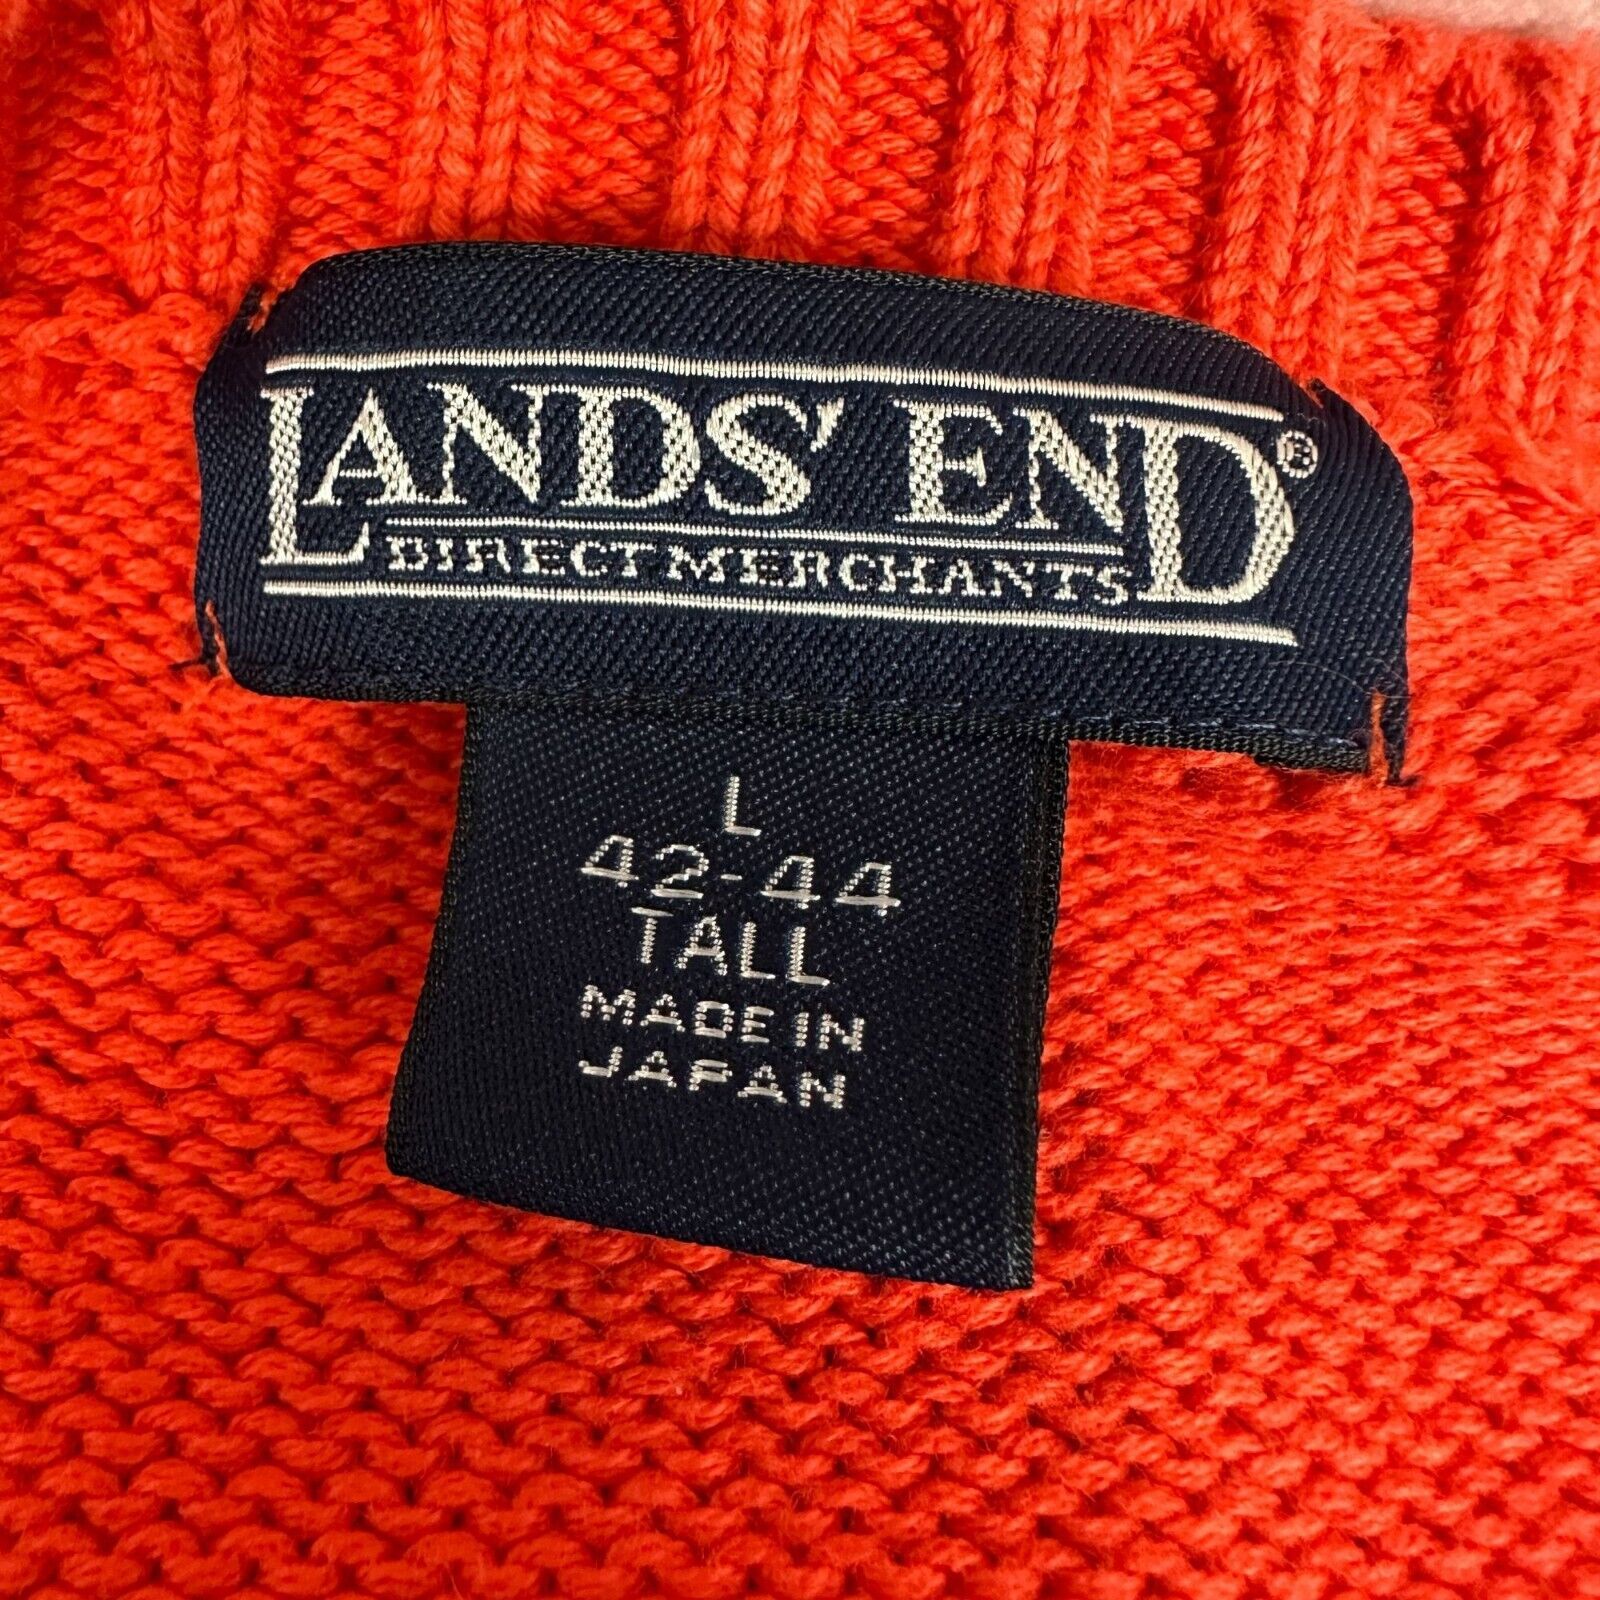 LANDS' END®
DIRECT MERCHANTS
L
42-44
TALL
MADE IN
JAPAN